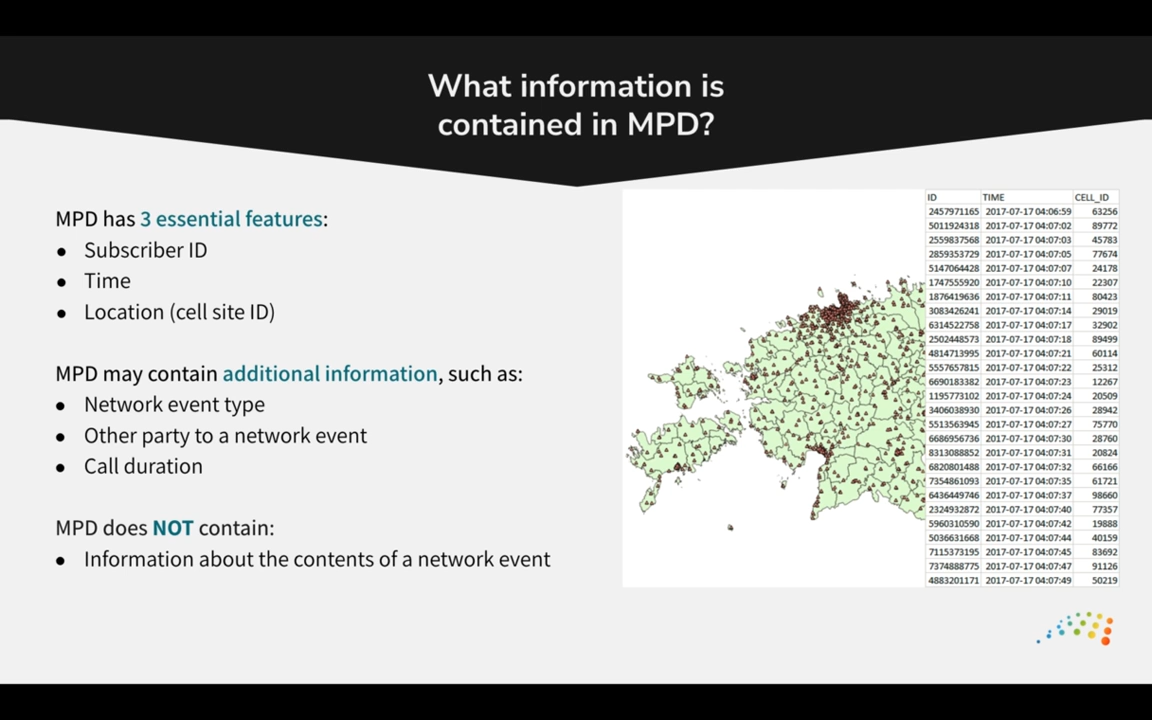 What information is
contained in MPD?
MPD has 3 essential features:
● Subscriber ID
● Time
● Location (cell site ID)
MPD may contain additional information, such as:
● Network event type
● Other party to a network event
● Call duration
MPD does NOT contain:
● Information about the contents of a network event
ID TIME CELL_ID
2457971165 2017-07-17 04:06:59 63256
5011924318 2017-07-17 04:07:02 89772
2559837568 2017-07-17 04:07:03 45783
2859353729 2017-07-17 04:07:05 77674
5147064428 2017-07-17 04:07:07 24178
1747555920 2017-07-17 04:07:10 22307
1876419636 2017-07-17 04:07:11 80423
3083426241 2017-07-17 04:07:14 29019
6314522758 2017-07-17 04:07:17 32902
2502448573 2017-07-17 04:07:18 89499
4814713995 2017-07-17 04:07:21 60114
5557657815 2017-07-17 04:07:22 25312
6690183382 2017-07-17 04:07:23 12267
1195773102 2017-07-17 04:07:24 20509
3406038930 2017-07-17 04:07:26 28942
5513563945 2017-07-17 04:07:27 75770
6686956736 2017-07-17 04:07:30 28760
8313088852 2017-07-17 04:07:31 20824
6820801488 2017-07-17 04:07:32 66166
7354861093 2017-07-17 04:07:35 61721
6436449746 2017-07-17 04:07:37 98660
2324932872 2017-07-17 04:07:40 77357
5960310590 2017-07-17 04:07:42 19888
5036631668 2017-07-17 04:07:44 40159
7115373195 2017-07-17 04:07:45 83692
7374888775 2017-07-17 04:07:47 91126
4883201171 2017-07-17 04:07:49 50219